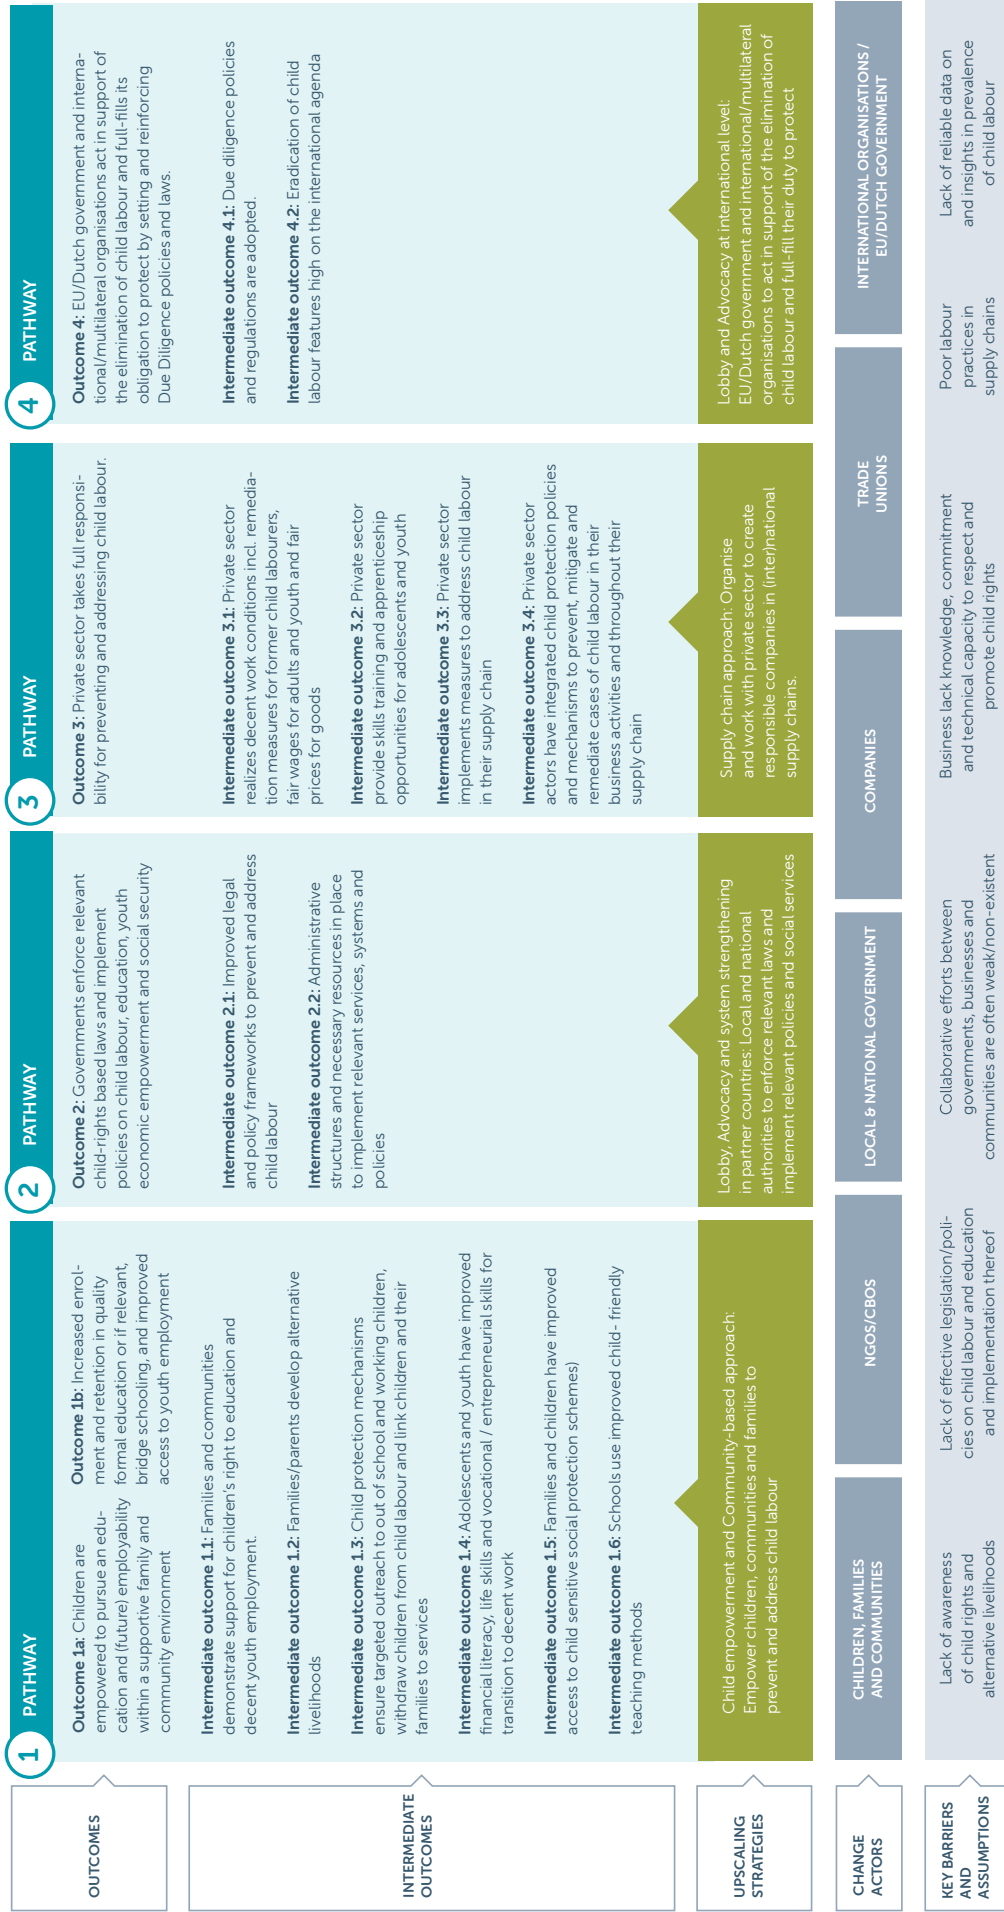 OUTCOMES
1 PATHWAY
Outcome 1a: Children are
empowered to pursue an edu-
cation and (future) employability
within a supportive family and
community environment
Outcome 1b: Increased enrol-
ment and retention in quality
formal education or if relevant,
bridge schooling, and improved
access to youth employment
2 PATHWAY
Outcome 2: Governments enforce relevant
child-rights based laws and implement
policies on child labour, education, youth
economic empowerment and social security
3 PATHWAY
Outcome 3: Private sector takes full responsi-
bility for preventing and addressing child labour.
4 PATHWAY
Outcome 4: EU/Dutch government and interna-
tional/multilateral organisations act in support of
the elimination of child labour and full-fills its
obligation to protect by setting and reinforcing
Due Diligence policies and laws.
INTERMEDIATE
OUTCOMES
Intermediate outcome 1.1: Families and communities
demonstrate support for children's right to education and
decent youth employment.
Intermediate outcome 1.2: Families/parents develop alternative
livelihoods
Intermediate outcome 1.3: Child protection mechanisms
ensure targeted outreach to out of school and working children,
withdraw children from child labour and link children and their
families to services
Intermediate outcome 1.4: Adolescents and youth have improved
financial literacy, life skills and vocational / entrepreneurial skills for
transition to decent work
Intermediate outcome 1.5: Families and children have improved
access to child sensitive social protection schemes)
Intermediate outcome 1.6: Schools use improved child- friendly
teaching methods
Intermediate outcome 2.1: Improved legal
and policy frameworks to prevent and address
child labour
Intermediate outcome 2.2: Administrative
structures and necessary resources in place
to implement relevant services, systems and
policies
Intermediate outcome 3.1: Private sector
realizes decent work conditions incl. remedia-
tion measures for former child labourers,
fair wages for adults and youth and fair
prices for goods
Intermediate outcome 3.2: Private sector
provide skills training and apprenticeship
opportunities for adolescents and youth
Intermediate outcome 3.3: Private sector
implements measures to address child labour
in their supply chain
Intermediate outcome 3.4: Private sector
actors have integrated child protection policies
and mechanisms to prevent, mitigate and
remediate cases of child labour in their
business activities and throughout their
supply chain
Intermediate outcome 4.1: Due diligence policies
and regulations are adopted.
Intermediate outcome 4.2: Eradication of child
labour features high on the international agenda
UPSCALING
STRATEGIES
Child empowerment and Community-based approach:
Empower children, communities and families to
prevent and address child labour
Lobby, Advocacy and system strengthening
in partner countries: Local and national
authorities to enforce relevant laws and
implement relevant policies and social services
Supply chain approach: Organise
and work with private sector to create
responsible companies in (inter)national
supply chains.
Lobby and Advocacy at international level:
EU/Dutch government and international/multilateral
organisations to act in support of the elimination of
child labour and full-fill their duty to protect
CHANGE
ACTORS
CHILDREN, FAMILIES
AND COMMUNITIES
NGOS/CBOS
LOCAL & NATIONAL GOVERNMENT
COMPANIES
TRADE
UNIONS
INTERNATIONAL ORGANISATIONS /
EU/DUTCH GOVERNMENT
KEY BARRIERS
AND
ASSUMPTIONS
Lack of awareness
of child rights and
alternative livelihoods
Lack of effective legislation/poli-
cies on child labour and education
and implementation thereof
Collaborative efforts between
governments, businesses and
communities are often weak/non-existent
Business lack knowledge, commitment
and technical capacity to respect and
promote child rights
Poor labour
practices in
supply chains
Lack of reliable data on
and insights in prevalence
of child labour